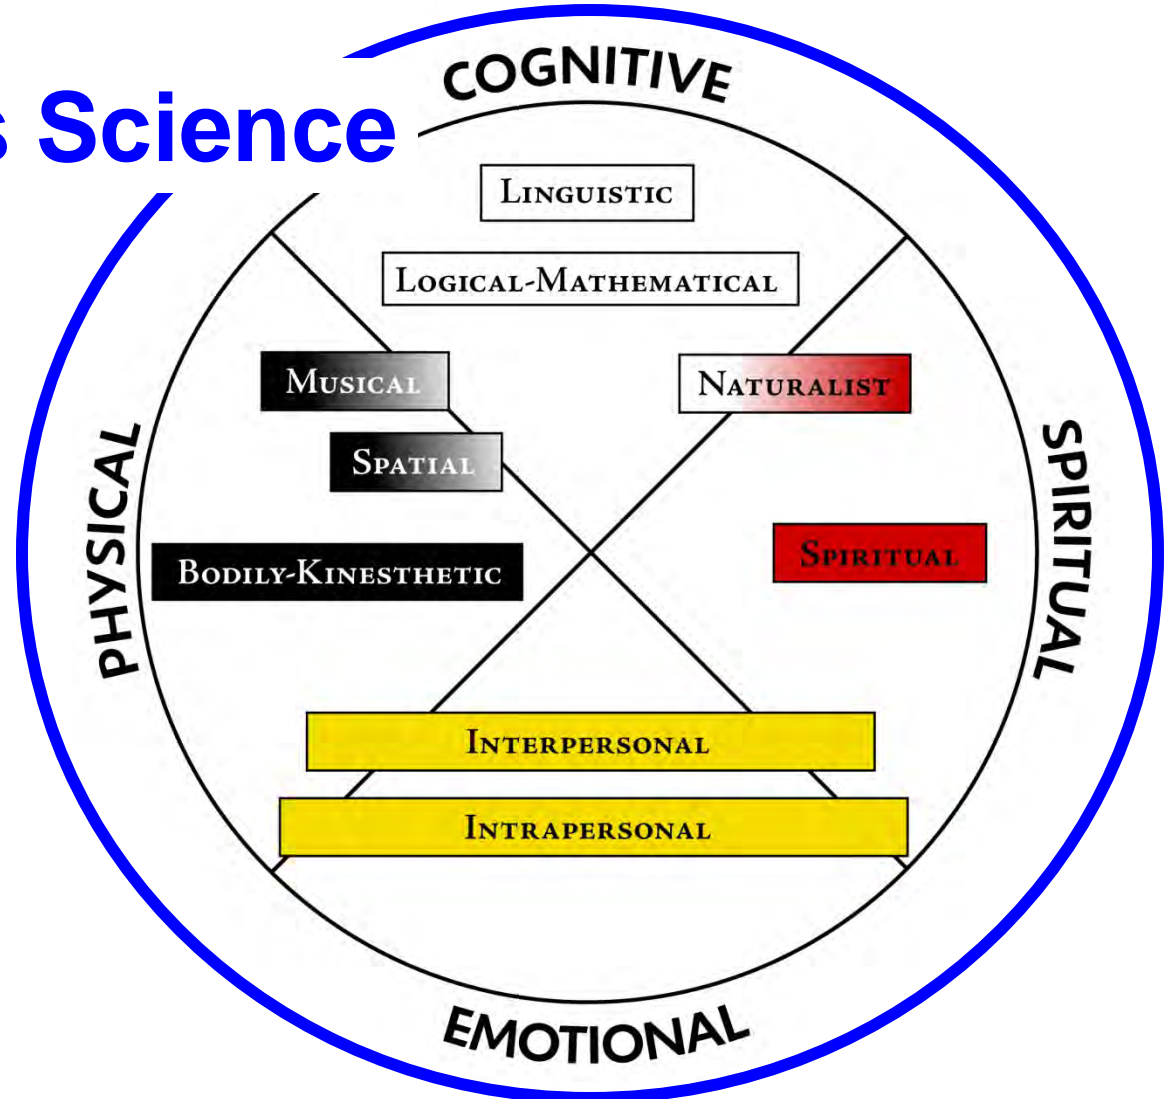 COGNITIVE
s Science
LINGUISTIC
LOGICAL-MATHEMATICAL
MUSICAL
NATURALIST
SPATIAL
PHYSICAL
SPIRITUAL
SPIRITUAL
BODILY-KINESTHETIC
INTERPERSONAL
INTRAPERSONAL
EMOTIONAL